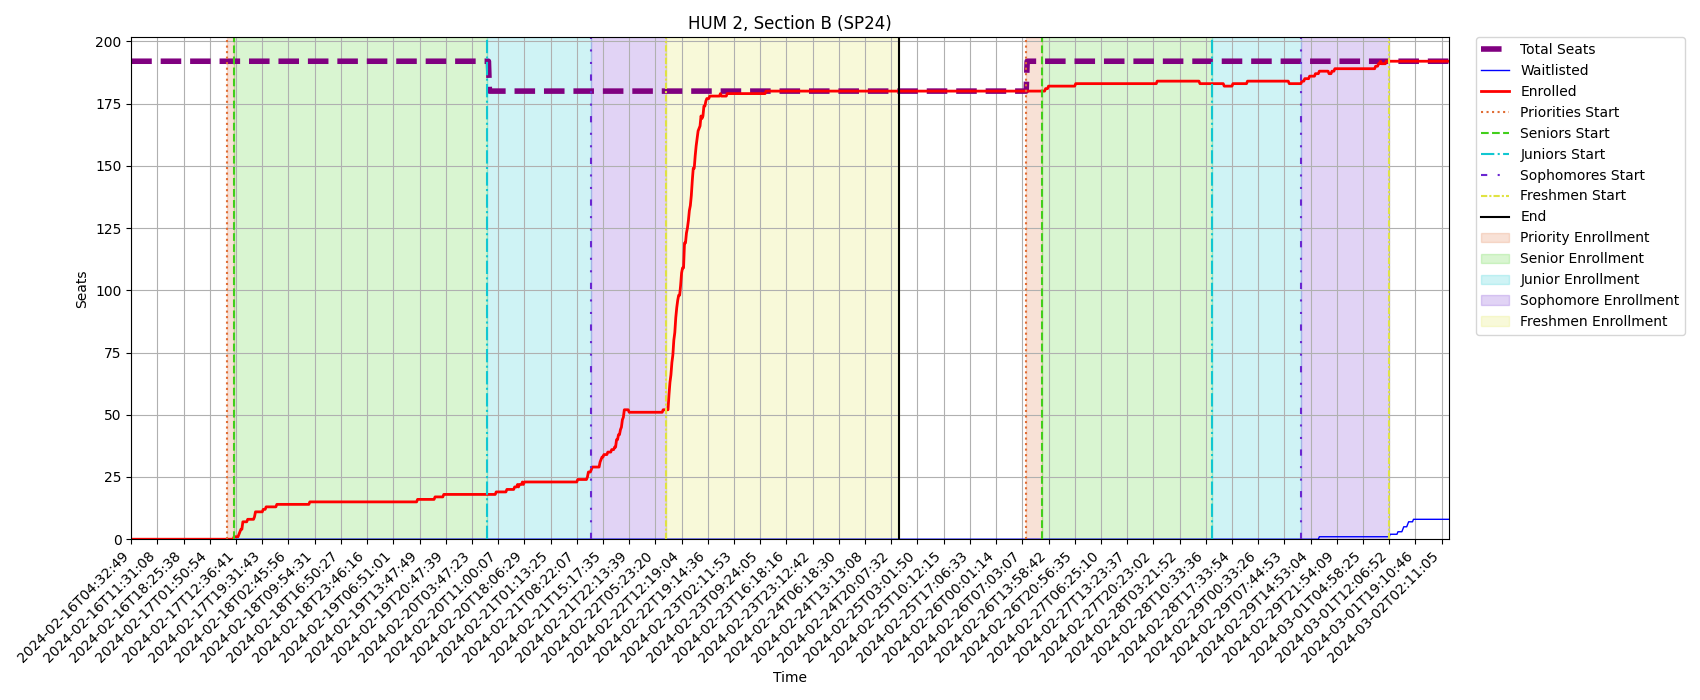 HUM 2, Section B (SP24)
Seats
200
175
150
125
100
75
50
25
0
2024-02-16T04:32:49
2024-02-16T11:31:08
2024-02-16T18:25:38
2024-02-17T01:50:54
2024-02-17T12:36:41
2024-02-17T19:31:43
2024-02-18T02:45:56
2024-02-18T09:54:31
2024-02-18T16:50:27
2024-02-18T23:46:16
2024-02-19T06:51:01
2024-02-19T13:47:49
2024-02-19T20:47:39
2024-02-20T03:47:23
2024-02-20T11:00:07
2024-02-20T18:06:29
2024-02-21T01:13:25
2024-02-21T08:22:07
2024-02-21T15:17:35
2024-02-21T22:13:39
2024-02-22T05:23:20
2024-02-22T12:19:04
2024-02-22T19:14:36
2024-02-23T02:11:53
2024-02-23T09:24:05
2024-02-23T16:18:16
2024-02-23T23:12:42
2024-02-24T06:18:30
2024-02-24T13:13:08
2024-02-24T20:07:32
2024-02-25T03:01:50
2024-02-25T10:12:15
2024-02-25T17:06:33
2024-02-26T00:01:14
2024-02-26T07:03:07
2024-02-26T13:58:42
2024-02-26T20:56:35
2024-02-27T06:25:10
2024-02-27T13:23:37
2024-02-27T20:23:02
2024-02-28T03:21:52
2024-02-28T10:33:36
2024-02-28T17:33:54
2024-02-29T00:33:26
2024-02-29T07:44:53
2024-02-29T14:53:04
2024-02-29T21:54:09
2024-03-01T04:58:25
2024-03-01T12:06:52
2024-03-01T19:10:46
2024-03-02T02:11:05
Time
Total Seats
Waitlisted
Enrolled
Priorities Start
Seniors Start
Juniors Start
Sophomores Start
Freshmen Start
End
Priority Enrollment
Senior Enrollment
Junior Enrollment
Sophomore Enrollment
Freshmen Enrollment